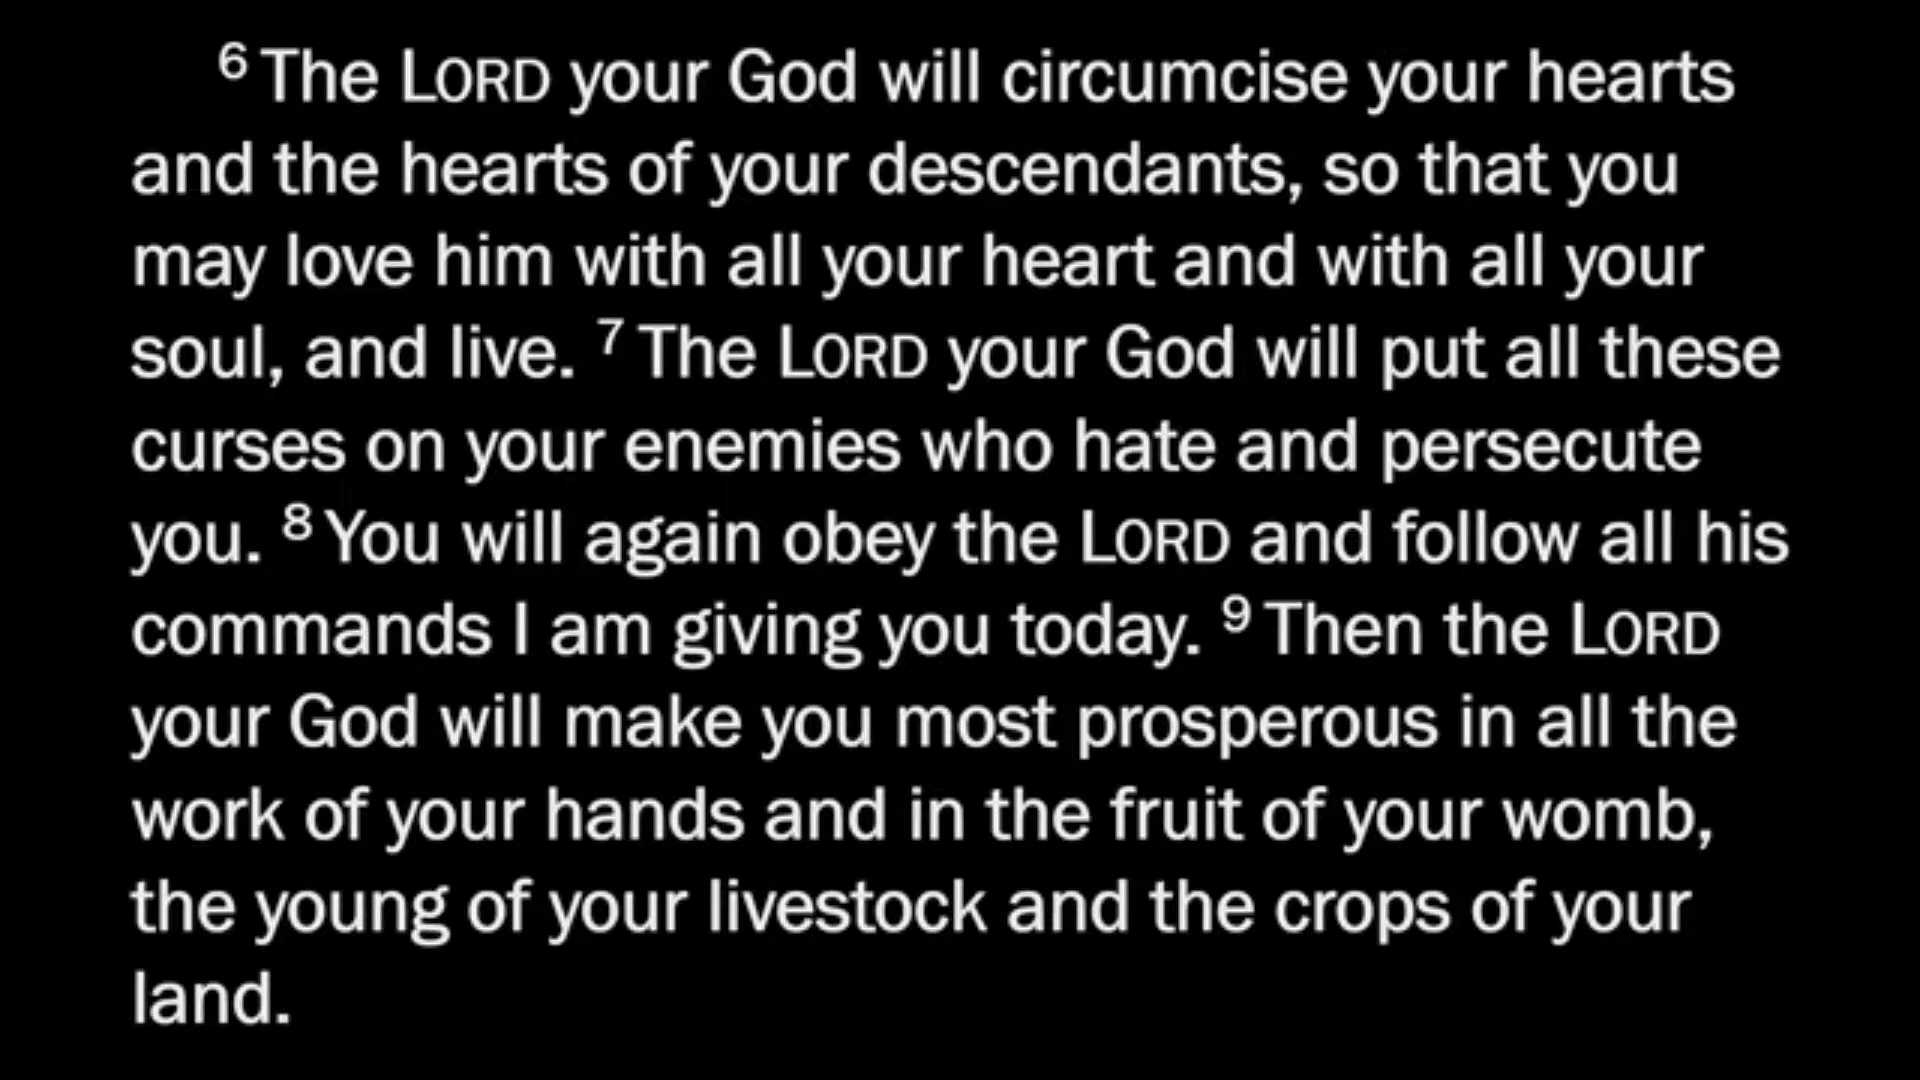 6 The LORD your God will circumcise your hearts
and the hearts of your descendants, so that you
may love him with all your heart and with all your
soul, and live. 7 The LORD your God will put all these
curses on your enemies who hate and persecute
you. 8 You will again obey the LORD and follow all his
commands I am giving you today. 9 Then the LORD
your God will make you most prosperous in all the
work of your hands and in the fruit of your womb,
the young of your livestock and the crops of your
land.